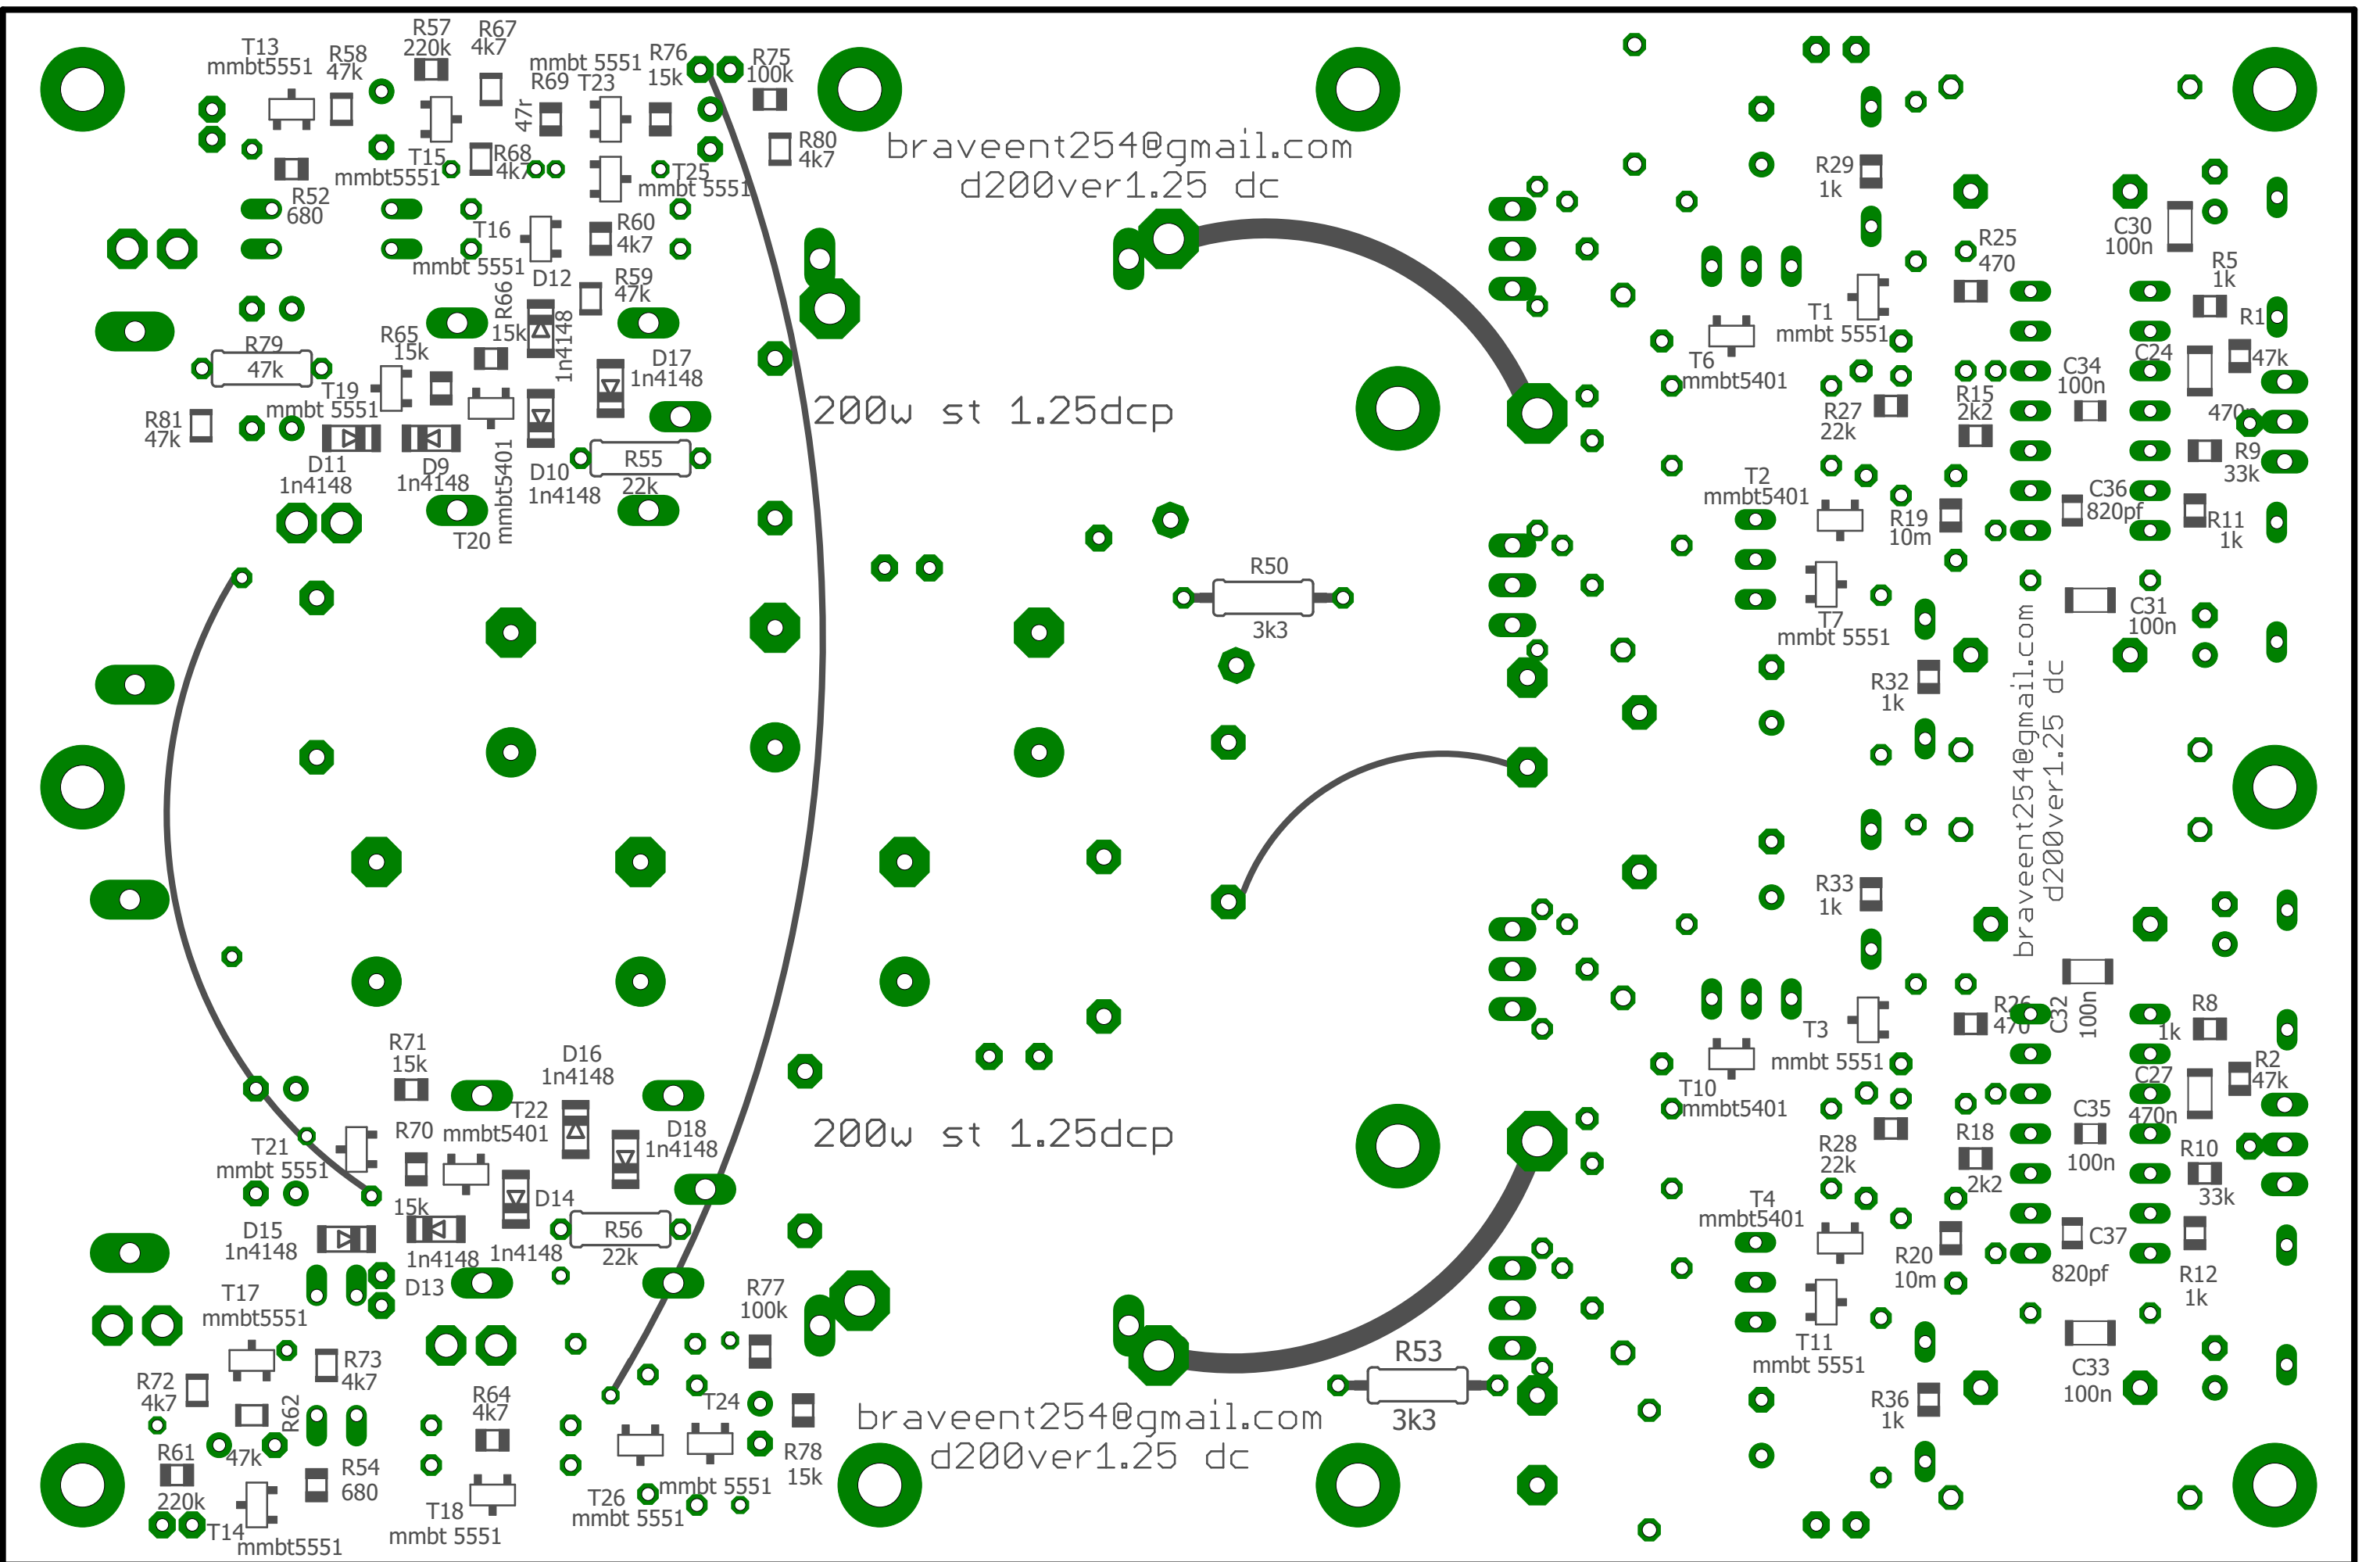 T13
mmbt5551
R58
47k
R57
220k
R67
4k7
mmbt 5551
R69
T23
47r
R76
15k
R75
100k
R80
4k7
T15
mmbt5551
R68
4k7
T25
mmbt 5551
R52
680
T16
mmbt 5551
R60
4k7
D12
1n4148
R59
47k
R66
15k
R65
15k
R79
47k
T19
mmbt 5551
R81
47k
D11
1n4148
D9
1n4148
mmbt5401
T20
D10
1n4148
D17
1n4148
R55
22k
braveent254@gmail.com
d200ver1.25 dc
200w st 1.25dcp
R50
3k3
R29
1k
T1
mmbt 5551
T6
mmbt5401
R25
470
C30
100n
R5
1k
R1
47k
C34
100n
C24
470n
R27
22k
R15
2k2
R9
33k
T2
mmbt5401
R19
10m
C36
820pf
R11
1k
T7
mmbt 5551
C31
100n
R32
1k
braveent254@gmail.com
d200ver1.25 dc
R33
1k
R26
470
C32
100n
R8
1k
T3
mmbt 5551
T10
mmbt5401
C27
470n
R2
47k
R28
22k
R18
2k2
C35
100n
R10
33k
T4
mmbt5401
R20
10m
C37
820pf
R12
1k
T11
mmbt 5551
C33
100n
R36
1k
R71
15k
D16
1n4148
T22
mmbt5401
D18
1n4148
T21
mmbt 5551
R70
15k
D14
1n4148
D15
1n4148
1n4148
D13
R56
22k
200w st 1.25dcp
T17
mmbt5551
R77
100k
R72
4k7
R73
4k7
R62
47k
R64
4k7
T24
mmbt 5551
R78
15k
R61
220k
R54
680
T14
mmbt5551
T18
mmbt 5551
T26
mmbt 5551
braveent254@gmail.com
d200ver1.25 dc
R53
3k3